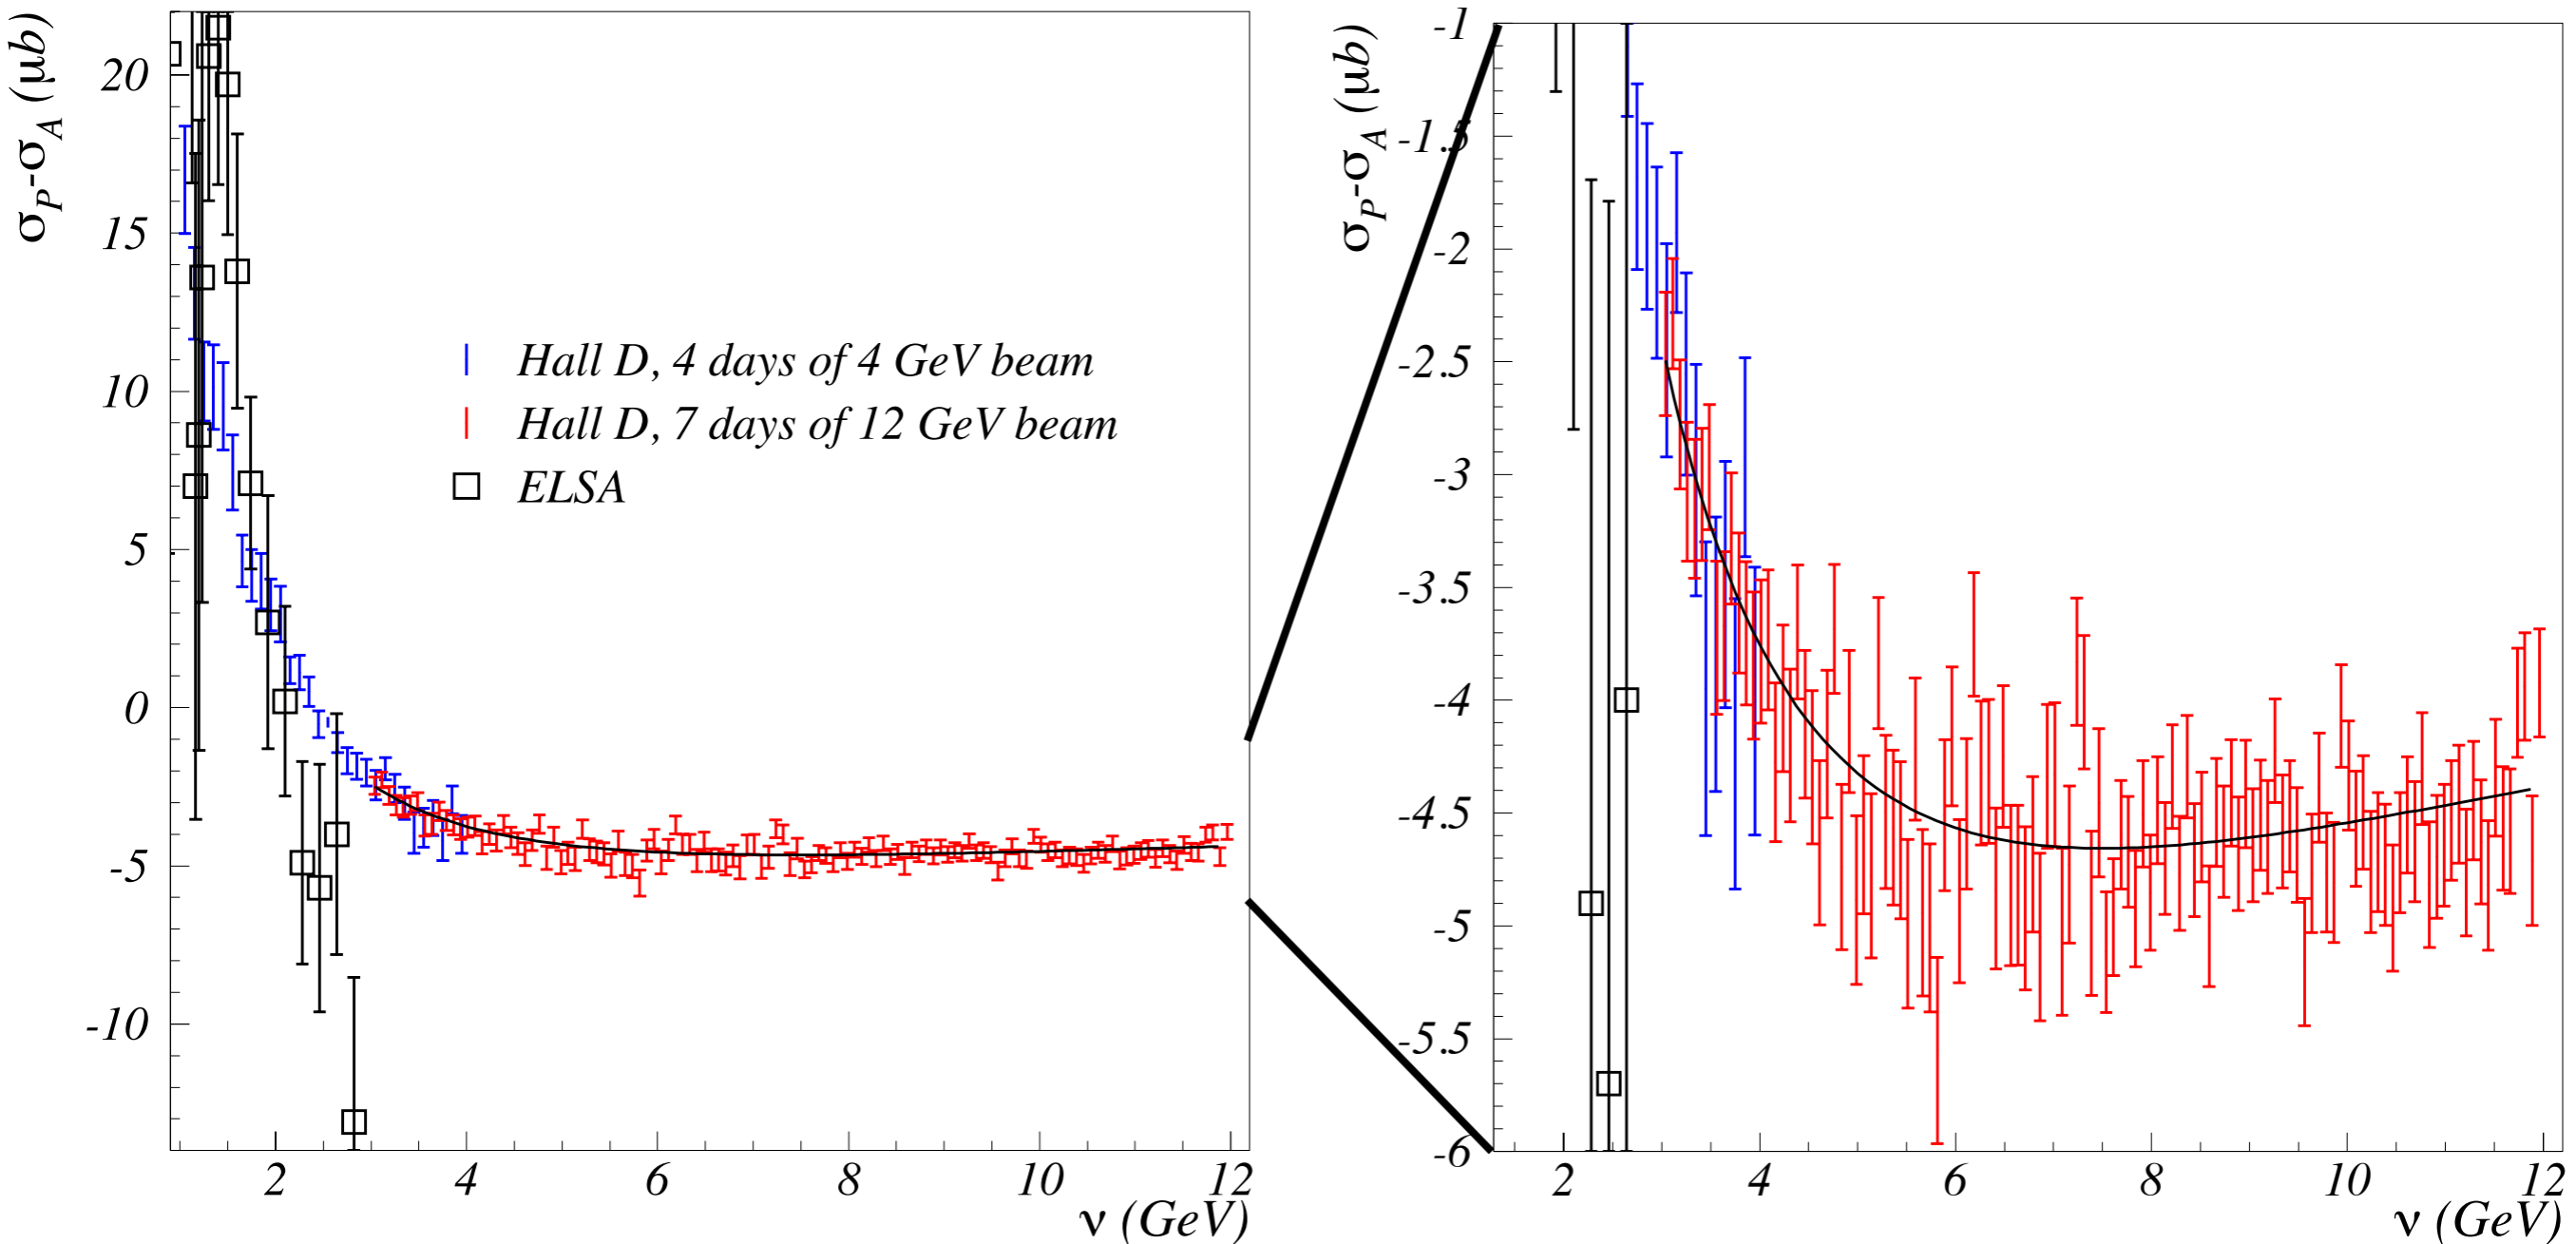 σP-σA (μb)
20
15
10
5
0
-5
-10
Hall D, 4 days of 4 GeV beam
Hall D, 7 days of 12 GeV beam
ELSA
2 4 6 8 10 12
ν (GeV)
σP-σA (μb)
-1
-1.5
-2
-2.5
-3
-3.5
-4
-4.5
-5
-5.5
-6
2 4 6 8 10 12
ν (GeV)